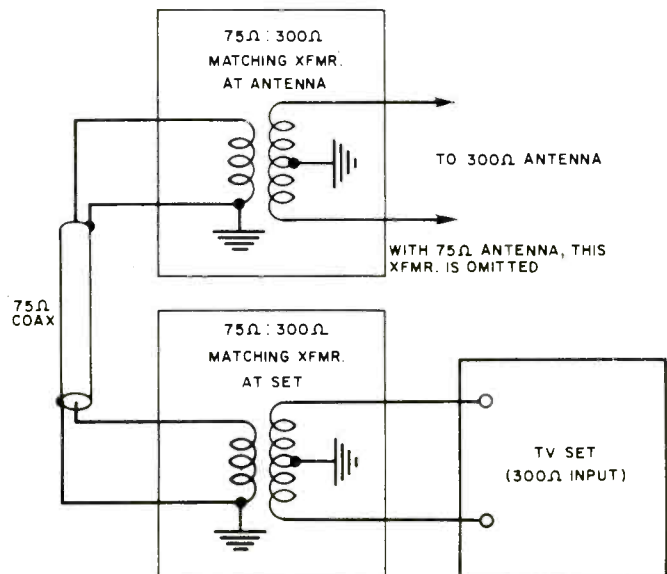 75Ω : 300Ω
MATCHING XFMR.
AT ANTENNA
TO 300Ω ANTENNA
WITH 75Ω ANTENNA, THIS
XFMR. IS OMITTED
75Ω
COAX
75Ω : 300Ω
MATCHING XFMR.
AT SET
TV SET
(300Ω INPUT)